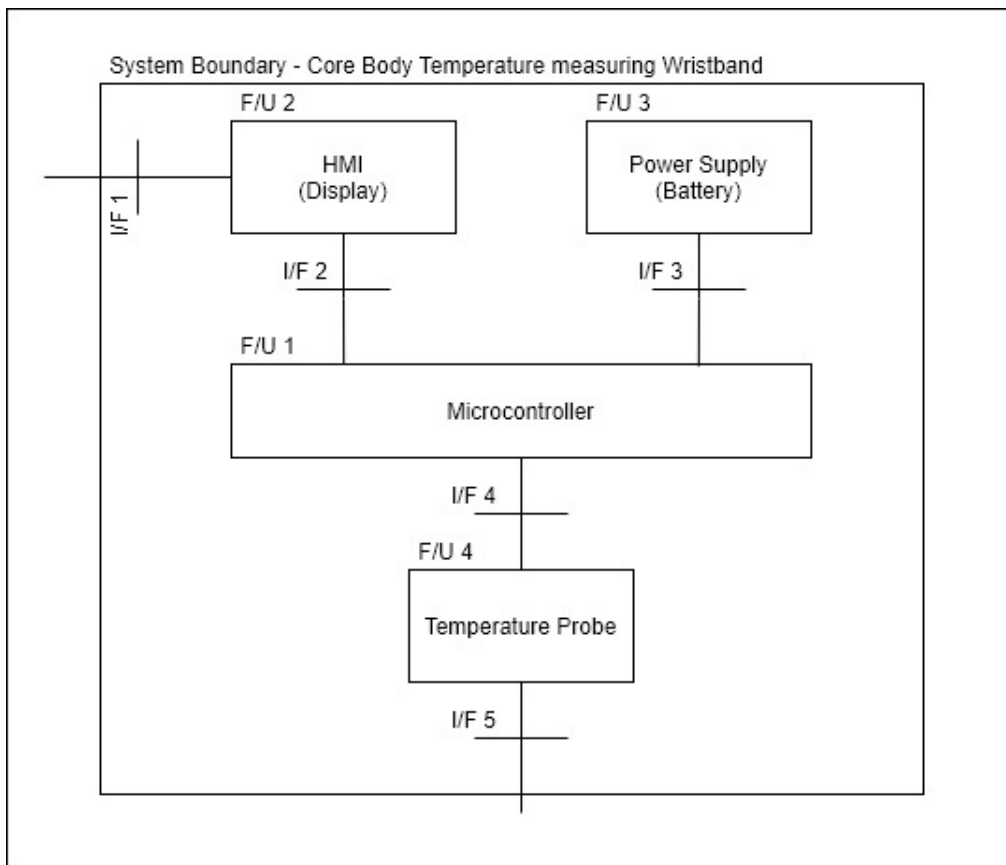 System Boundary - Core Body Temperature measuring Wristband
F/U 2
F/U 3
HMI
(Display)
Power Supply
(Battery)
I/F 1
I/F 2
I/F 3
F/U 1
Microcontroller
I/F 4
F/U 4
Temperature Probe
I/F 5